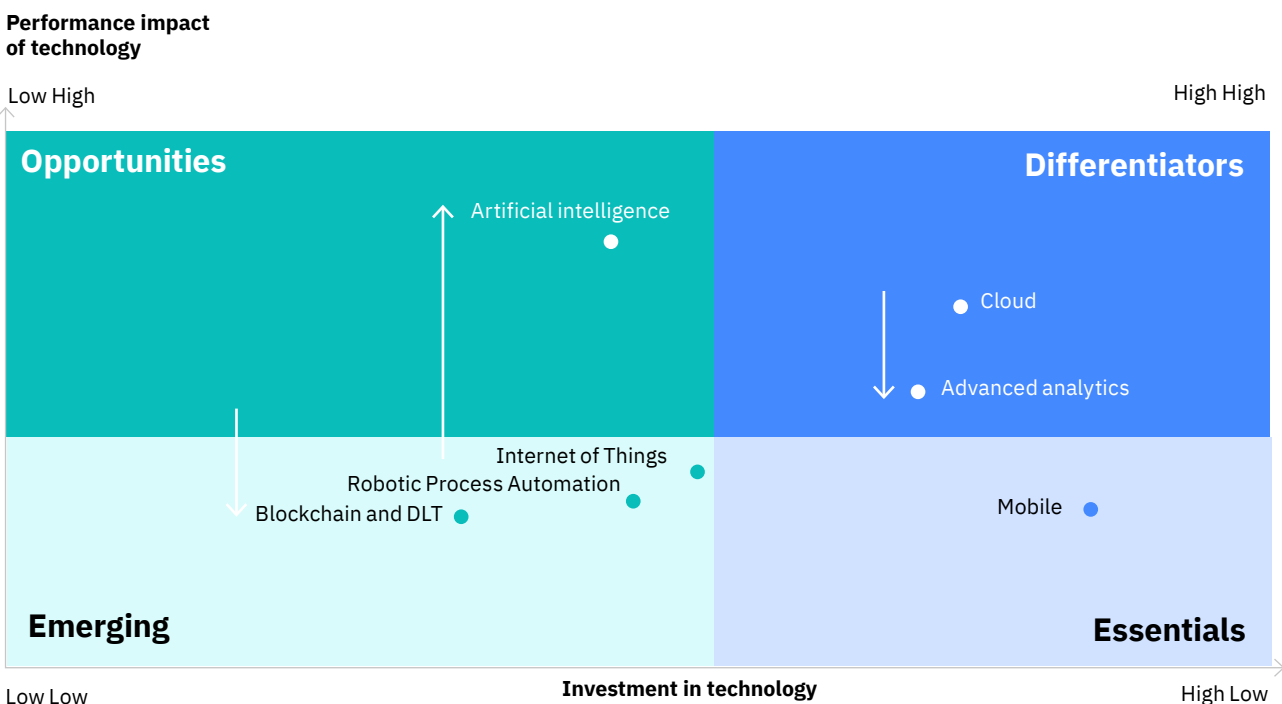 Performance impact
of technology
Low High
High High
Opportunities
Differentiators
Artificial intelligence
Cloud
Advanced analytics
Internet of Things
Robotic Process Automation
Blockchain and DLT
Mobile
Emerging
Essentials
Low Low
Investment in technology
High Low